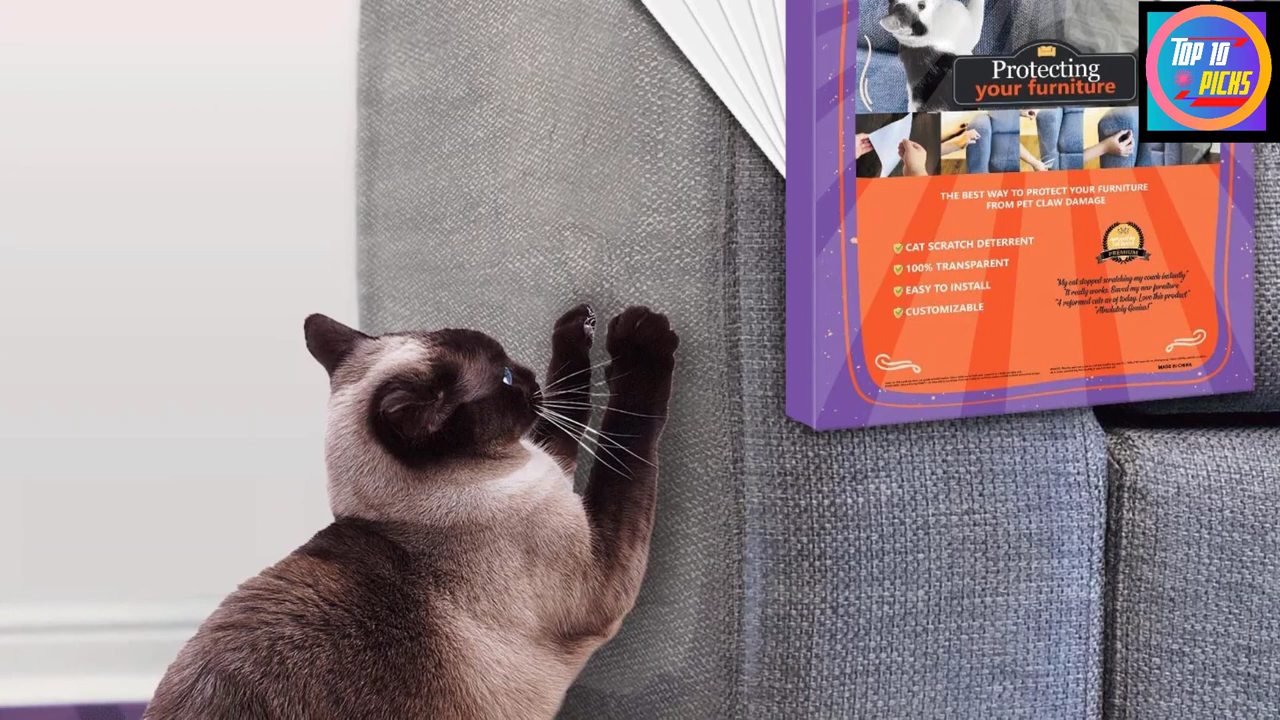 TOP 10
PICKS
Protecting
your furniture
THE BEST WAY TO PROTECT YOUR FURNITURE
FROM PET CLAW DAMAGE
CAT SCRATCH DETERRENT
100% TRANSPARENT
EASY TO INSTALL
CUSTOMIZABLE
PREMIUM
"My cat stopped scratching my couch instantly"
"It really works. Saved my new furniture"
"A reformed cats as of today. Love this product"
"Absolutely Genius!"
MADE IN CHINA